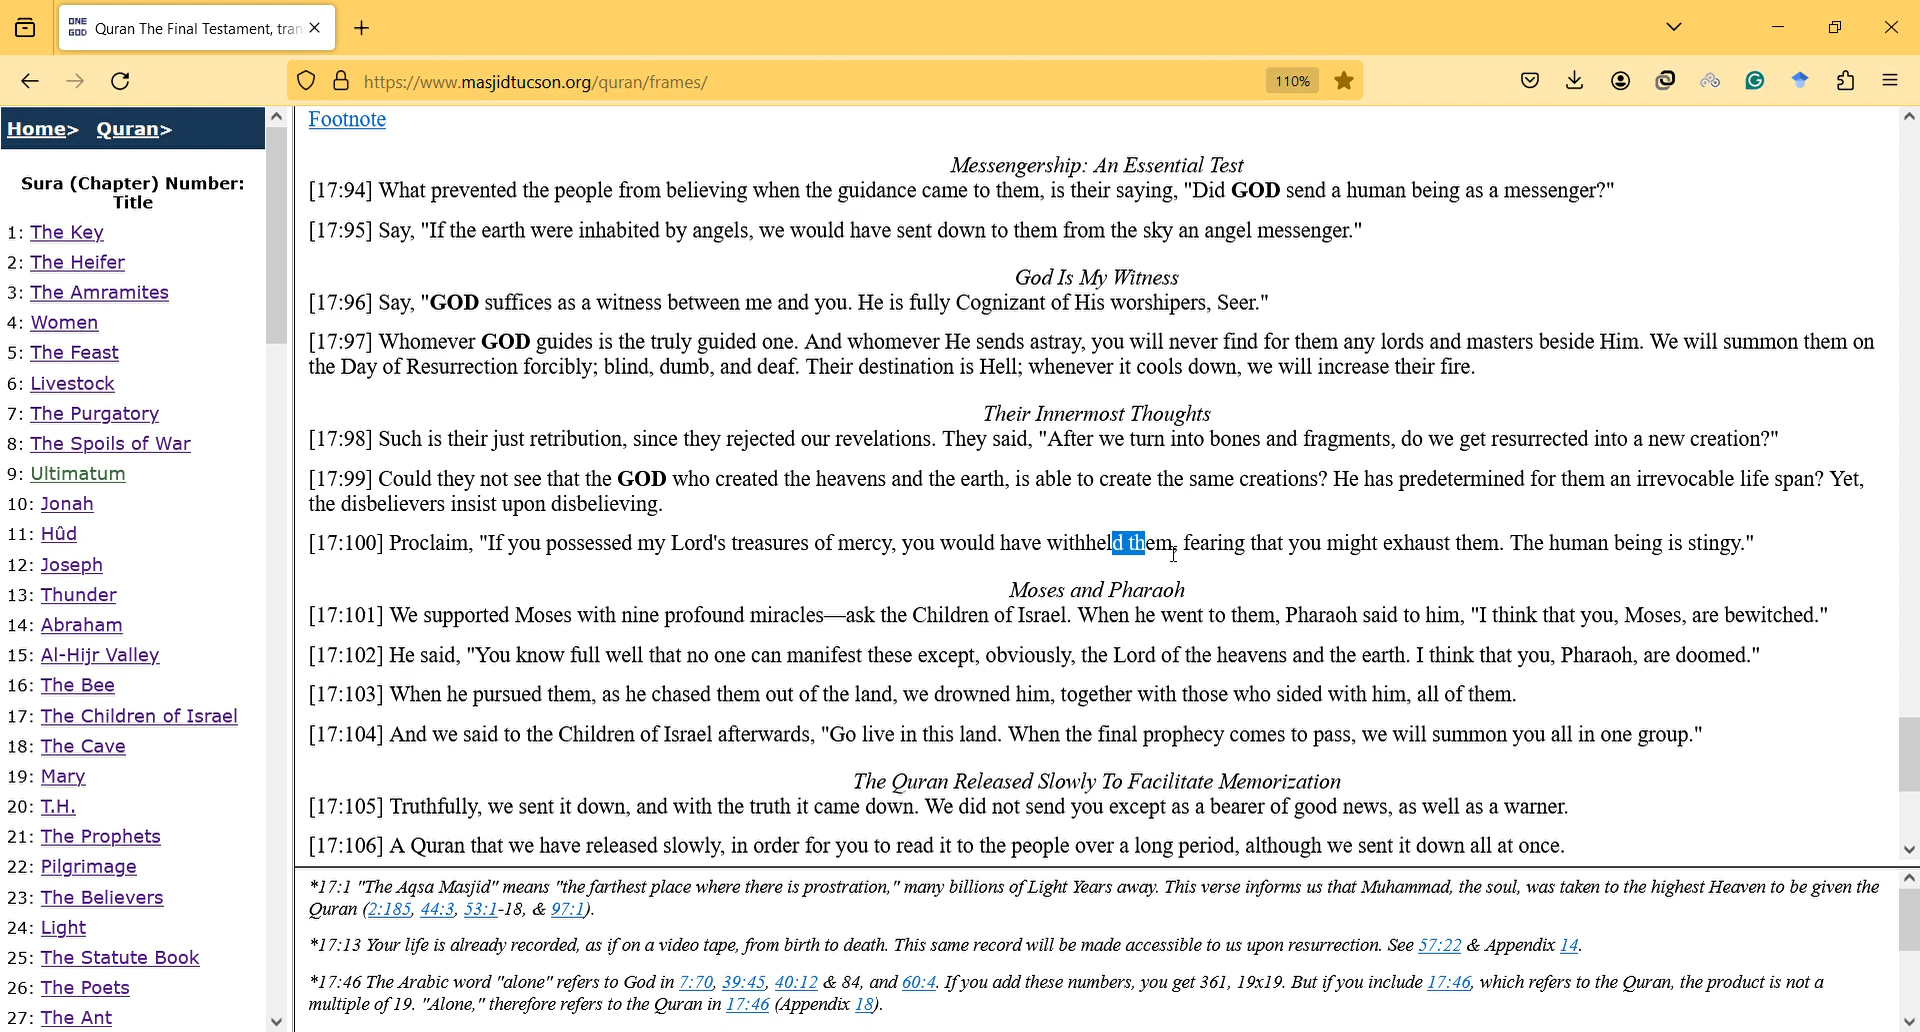 ONE
GOD
Quran The Final Testament, tran
https://www.masjidtucson.org/quran/frames/
110%
Home> Quran>
Sura (Chapter) Number:
Title
1: The Key
2: The Heifer
3: The Amramites
4: Women
5: The Feast
6: Livestock
7: The Purgatory
8: The Spoils of War
9: Ultimatum
10: Jonah
11: Hûd
12: Joseph
13: Thunder
14: Abraham
15: Al-Hijr Valley
16: The Bee
17: The Children of Israel
18: The Cave
19: Mary
20: T.H.
21: The Prophets
22: Pilgrimage
23: The Believers
24: Light
25: The Statute Book
26: The Poets
27: The Ant
Footnote
Messengership: An Essential Test
[17:94] What prevented the people from believing when the guidance came to them, is their saying, "Did GOD send a human being as a messenger?"
[17:95] Say, "If the earth were inhabited by angels, we would have sent down to them from the sky an angel messenger."
God Is My Witness
[17:96] Say, "GOD suffices as a witness between me and you. He is fully Cognizant of His worshipers, Seer."
[17:97] Whomever GOD guides is the truly guided one. And whomever He sends astray, you will never find for them any lords and masters beside Him. We will summon them on
the Day of Resurrection forcibly; blind, dumb, and deaf. Their destination is Hell; whenever it cools down, we will increase their fire.
Their Innermost Thoughts
[17:98] Such is their just retribution, since they rejected our revelations. They said, "After we turn into bones and fragments, do we get resurrected into a new creation?"
[17:99] Could they not see that the GOD who created the heavens and the earth, is able to create the same creations? He has predetermined for them an irrevocable life span? Yet,
the disbelievers insist upon disbelieving.
[17:100] Proclaim, "If you possessed my Lord's treasures of mercy, you would have withheld them, fearing that you might exhaust them. The human being is stingy."
Moses and Pharaoh
[17:101] We supported Moses with nine profound miracles—ask the Children of Israel. When he went to them, Pharaoh said to him, "I think that you, Moses, are bewitched."
[17:102] He said, "You know full well that no one can manifest these except, obviously, the Lord of the heavens and the earth. I think that you, Pharaoh, are doomed."
[17:103] When he pursued them, as he chased them out of the land, we drowned him, together with those who sided with him, all of them.
[17:104] And we said to the Children of Israel afterwards, "Go live in this land. When the final prophecy comes to pass, we will summon you all in one group."
The Quran Released Slowly To Facilitate Memorization
[17:105] Truthfully, we sent it down, and with the truth it came down. We did not send you except as a bearer of good news, as well as a warner.
[17:106] A Quran that we have released slowly, in order for you to read it to the people over a long period, although we sent it down all at once.
*17:1 "The Aqsa Masjid" means "the farthest place where there is prostration," many billions of Light Years away. This verse informs us that Muhammad, the soul, was taken to the highest Heaven to be given the
Quran (2:185, 44:3, 53:1-18, & 97:1).
*17:13 Your life is already recorded, as if on a video tape, from birth to death. This same record will be made accessible to us upon resurrection. See 57:22 & Appendix 14.
*17:46 The Arabic word "alone" refers to God in 7:70, 39:45, 40:12 & 84, and 60:4. If you add these numbers, you get 361, 19x19. But if you include 17:46, which refers to the Quran, the product is not a
multiple of 19. "Alone," therefore refers to the Quran in 17:46 (Appendix 18).